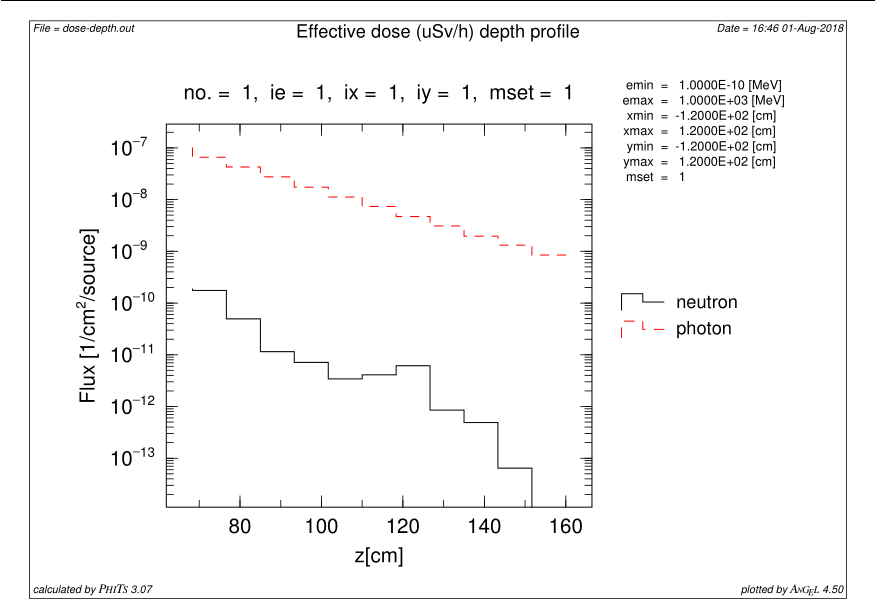 File = dose-depth.out
Effective dose (uSv/h) depth profile
Date = 16:46 01-Aug-2018
no. = 1, ie = 1, ix = 1, iy = 1, mset = 1
emin = 1.0000E-10 [MeV]
emax = 1.0000E+03 [MeV]
xmin = -1.2000E+02 [cm]
xmax = 1.2000E+02 [cm]
ymin = -1.2000E+02 [cm]
ymax = 1.2000E+02 [cm]
mset = 1
Flux [1/cm²/source]
10⁻⁷
10⁻⁸
10⁻⁹
10⁻¹⁰
10⁻¹¹
10⁻¹²
10⁻¹³
neutron
photon
80 100 120 140 160
z[cm]
calculated by PHITS 3.07
plotted by ANGEL 4.50